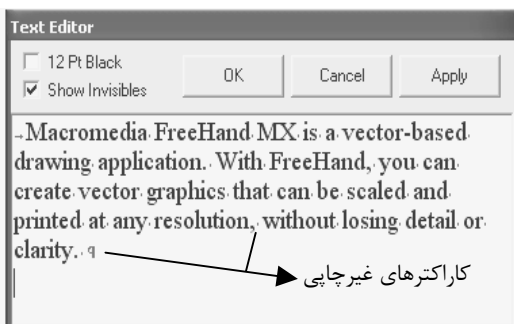 Text Editor
12 Pt Black
Show Invisibles
OK
Cancel
Apply
Macromedia FreeHand MX is a vector-based
drawing application. With FreeHand, you can
create vector graphics that can be scaled and
printed at any resolution, without losing detail or
clarity. ¶
کاراکترهای غیرچاپی